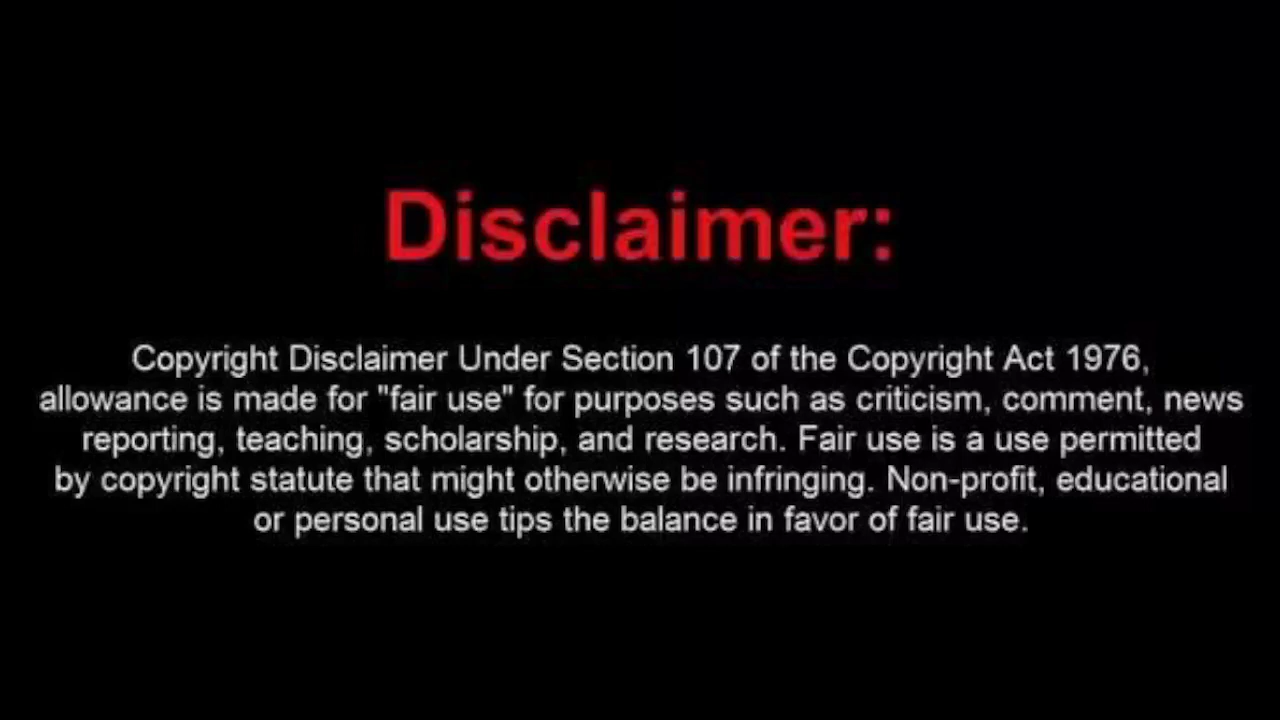 Disclaimer:
Copyright Disclaimer Under Section 107 of the Copyright Act 1976,
allowance is made for "fair use" for purposes such as criticism, comment, news
reporting, teaching, scholarship, and research. Fair use is a use permitted
by copyright statute that might otherwise be infringing. Non-profit, educational
or personal use tips the balance in favor of fair use.